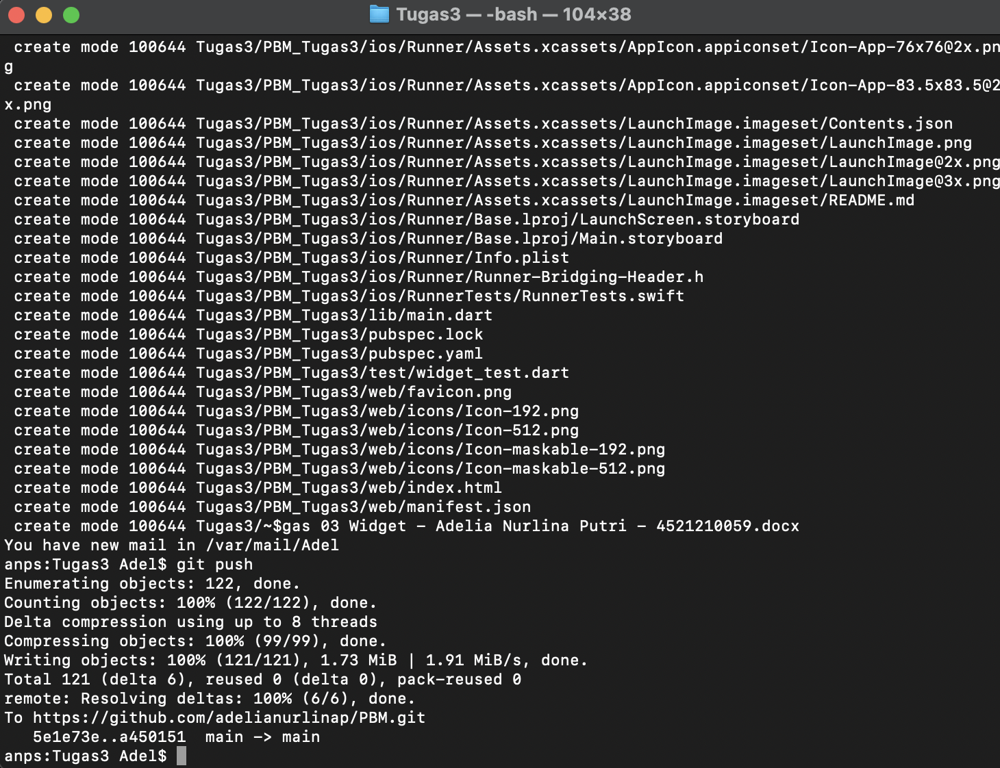 Tugas3 — -bash — 104×38
create mode 100644 Tugas3/PBM_Tugas3/ios/Runner/Assets.xcassets/AppIcon.appiconset/Icon-App-76x76@2x.pn
g
create mode 100644 Tugas3/PBM_Tugas3/ios/Runner/Assets.xcassets/AppIcon.appiconset/Icon-App-83.5x83.5@2
x.png
create mode 100644 Tugas3/PBM_Tugas3/ios/Runner/Assets.xcassets/LaunchImage.imageset/Contents.json
create mode 100644 Tugas3/PBM_Tugas3/ios/Runner/Assets.xcassets/LaunchImage.imageset/LaunchImage.png
create mode 100644 Tugas3/PBM_Tugas3/ios/Runner/Assets.xcassets/LaunchImage.imageset/LaunchImage@2x.png
create mode 100644 Tugas3/PBM_Tugas3/ios/Runner/Assets.xcassets/LaunchImage.imageset/LaunchImage@3x.png
create mode 100644 Tugas3/PBM_Tugas3/ios/Runner/Assets.xcassets/LaunchImage.imageset/README.md
create mode 100644 Tugas3/PBM_Tugas3/ios/Runner/Base.lproj/LaunchScreen.storyboard
create mode 100644 Tugas3/PBM_Tugas3/ios/Runner/Base.lproj/Main.storyboard
create mode 100644 Tugas3/PBM_Tugas3/ios/Runner/Info.plist
create mode 100644 Tugas3/PBM_Tugas3/ios/Runner/Runner-Bridging-Header.h
create mode 100644 Tugas3/PBM_Tugas3/ios/RunnerTests/RunnerTests.swift
create mode 100644 Tugas3/PBM_Tugas3/lib/main.dart
create mode 100644 Tugas3/PBM_Tugas3/pubspec.lock
create mode 100644 Tugas3/PBM_Tugas3/pubspec.yaml
create mode 100644 Tugas3/PBM_Tugas3/test/widget_test.dart
create mode 100644 Tugas3/PBM_Tugas3/web/favicon.png
create mode 100644 Tugas3/PBM_Tugas3/web/icons/Icon-192.png
create mode 100644 Tugas3/PBM_Tugas3/web/icons/Icon-512.png
create mode 100644 Tugas3/PBM_Tugas3/web/icons/Icon-maskable-192.png
create mode 100644 Tugas3/PBM_Tugas3/web/icons/Icon-maskable-512.png
create mode 100644 Tugas3/PBM_Tugas3/web/index.html
create mode 100644 Tugas3/PBM_Tugas3/web/manifest.json
create mode 100644 Tugas3/~$gas 03 Widget - Adelia Nurlina Putri - 4521210059.docx
You have new mail in /var/mail/Adel
anps:Tugas3 Adel$ git push
Enumerating objects: 122, done.
Counting objects: 100% (122/122), done.
Delta compression using up to 8 threads
Compressing objects: 100% (99/99), done.
Writing objects: 100% (121/121), 1.73 MiB | 1.91 MiB/s, done.
Total 121 (delta 6), reused 0 (delta 0), pack-reused 0
remote: Resolving deltas: 100% (6/6), done.
To https://github.com/adelianurlinap/PBM.git
5e1e73e..a450151  main -> main
anps:Tugas3 Adel$